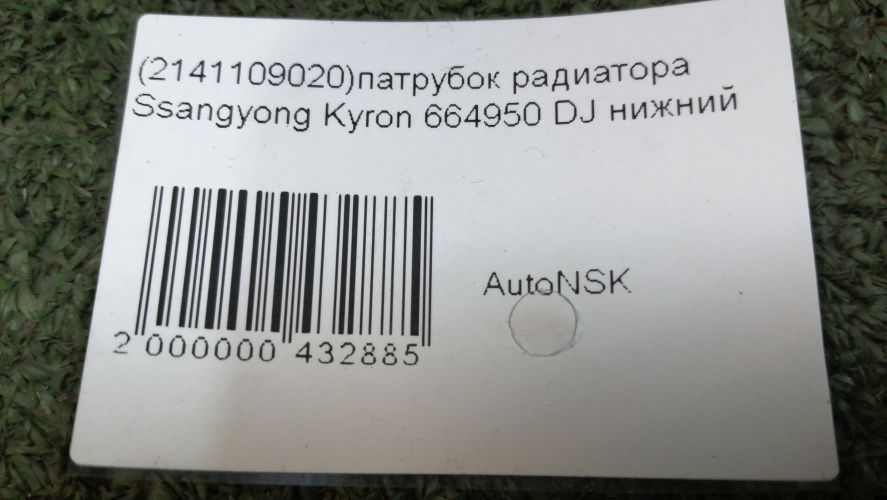 (2141109020)патрубок радиатора
Ssangyong Kyron 664950 DJ нижний
AutoNSK
2 000000 432885